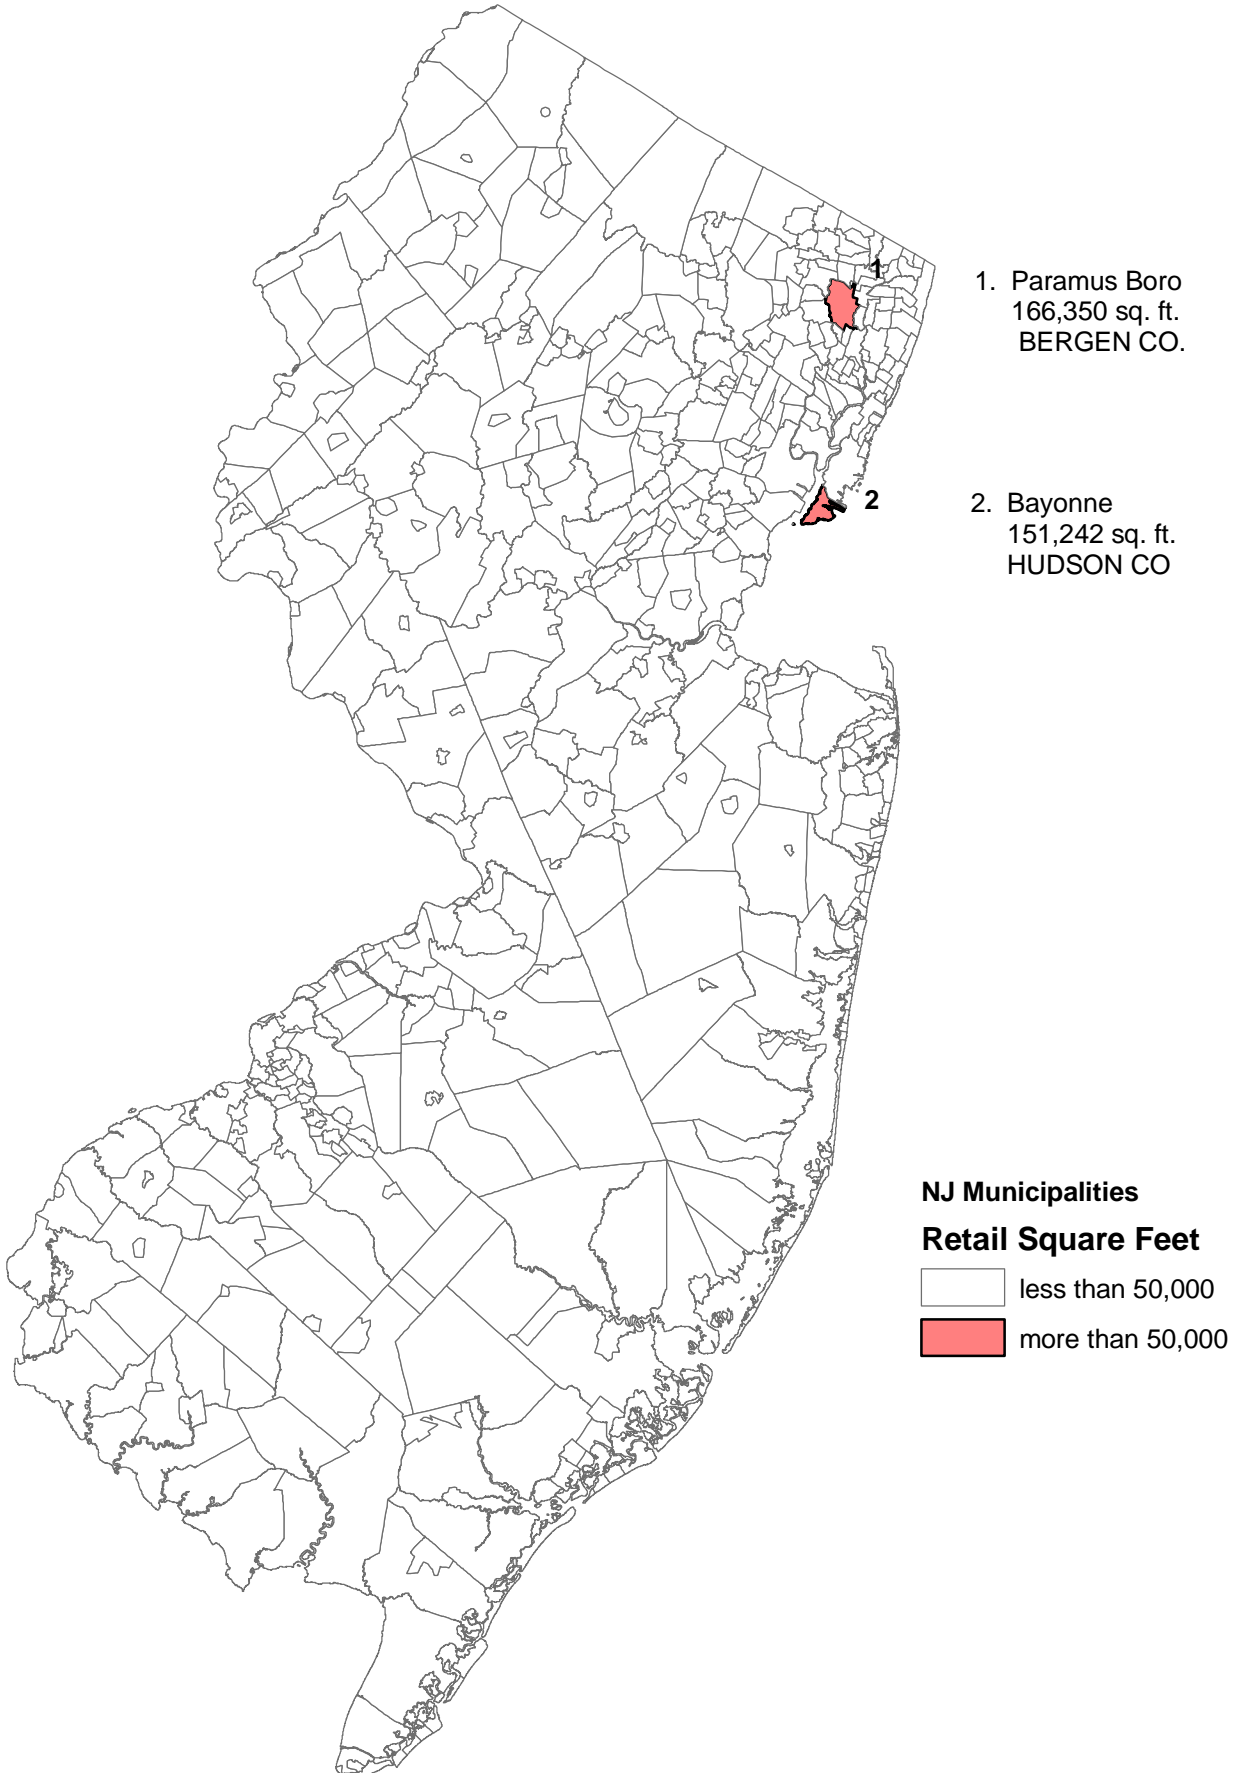 1
1. Paramus Boro
166,350 sq. ft.
BERGEN CO.
2
2. Bayonne
151,242 sq. ft.
HUDSON CO
NJ Municipalities
Retail Square Feet
less than 50,000
more than 50,000